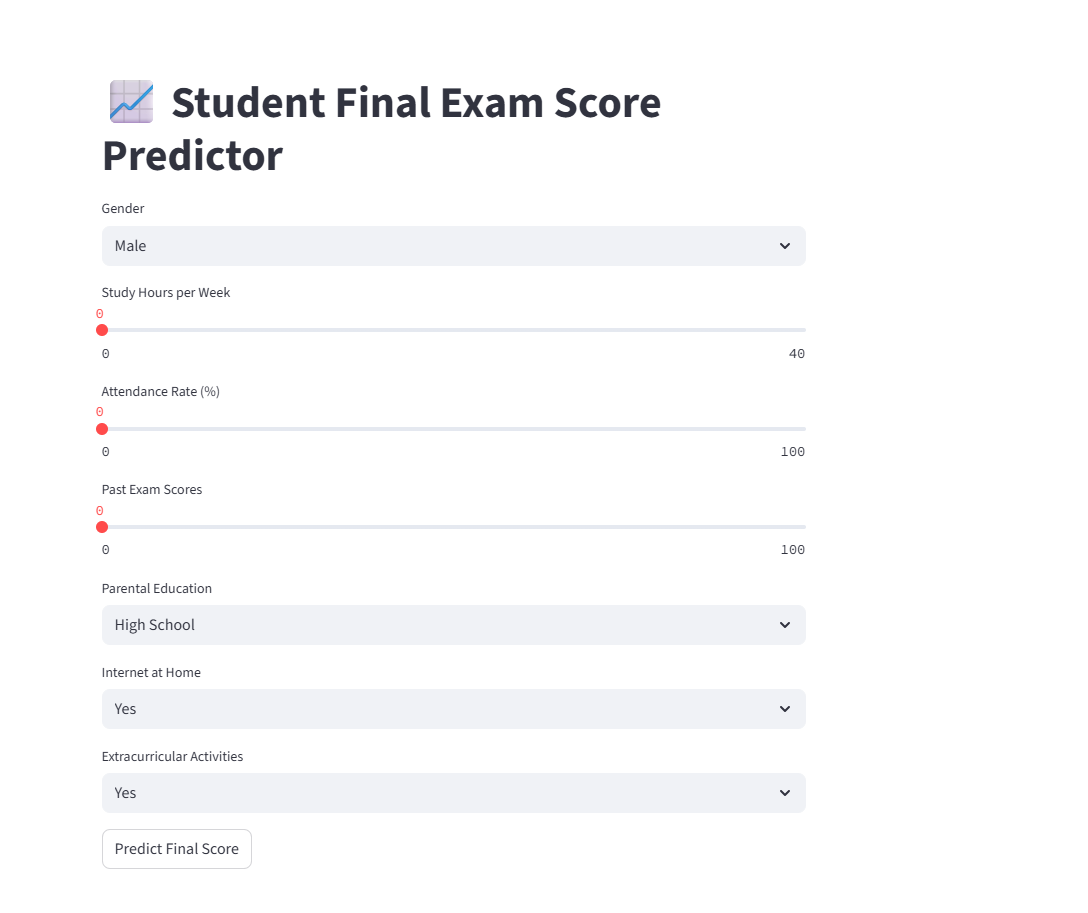 Student Final Exam Score
Predictor
Gender
Male
Study Hours per Week
0
0 40
Attendance Rate (%)
0
0 100
Past Exam Scores
0
0 100
Parental Education
High School
Internet at Home
Yes
Extracurricular Activities
Yes
Predict Final Score